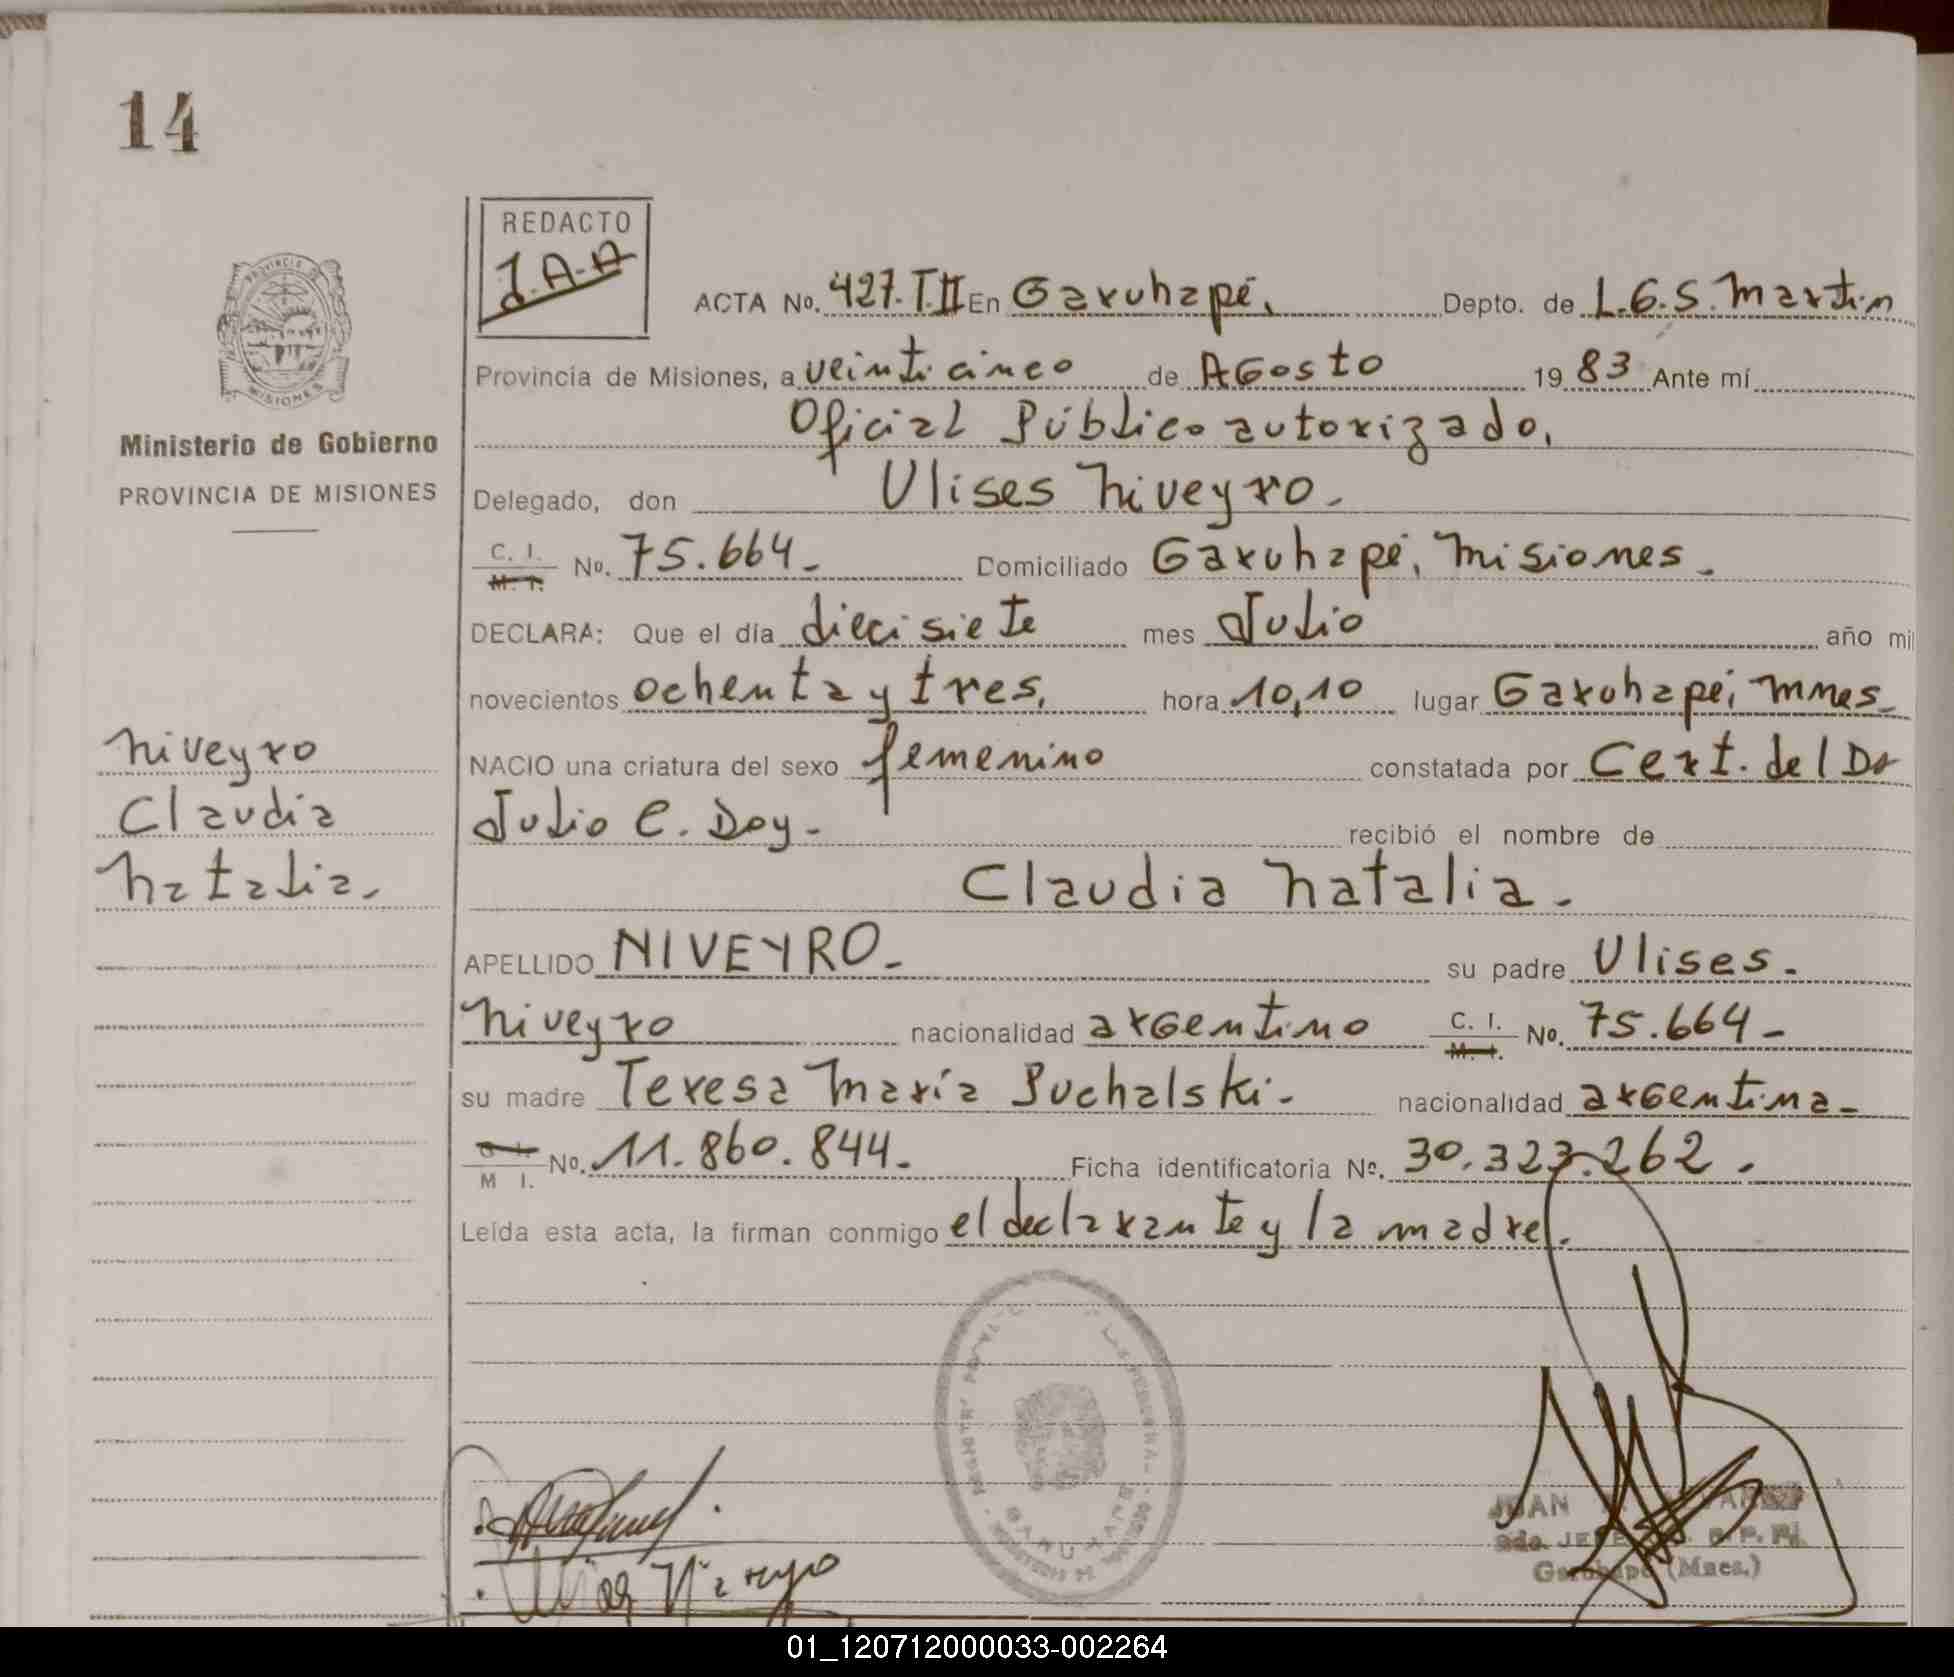 14
REDACTO
J.A.A
ACTA No. 427.T.II En Garuhapé, Depto. de L.G.S. Martin
Provincia de Misiones, a veinticinco de Agosto 1983 Ante mí
Oficial Público autorizado,
Ministerio de Gobierno
PROVINCIA DE MISIONES
Delegado, don Ulises Niveyro.
C. I. M. I. No. 75.664. Domiciliado Garuhapé, Misiones.
DECLARA: Que el día diecisiete mes Julio año mil
novecientos ochenta y tres, hora 10,10 lugar Garuhapé, Mnes.
Niveyro
Claudia
Natalia.
NACIO una criatura del sexo femenino constatada por Cert. del Dr
Julio C. Doy. recibió el nombre de
Claudia Natalia.
APELLIDO NIVEYRO. su padre Ulises.
Niveyro nacionalidad argentino C. I. M. I. No. 75.664.
su madre Teresa María Puchalski. nacionalidad argentina.
C. I. M I. No. 11.860.844. Ficha identificatoria No. 30.323.262.
Leída esta acta, la firman conmigo el declarante y la madre.
JUAN
Garuhapé (Mnes.)
01_120712000033-002264